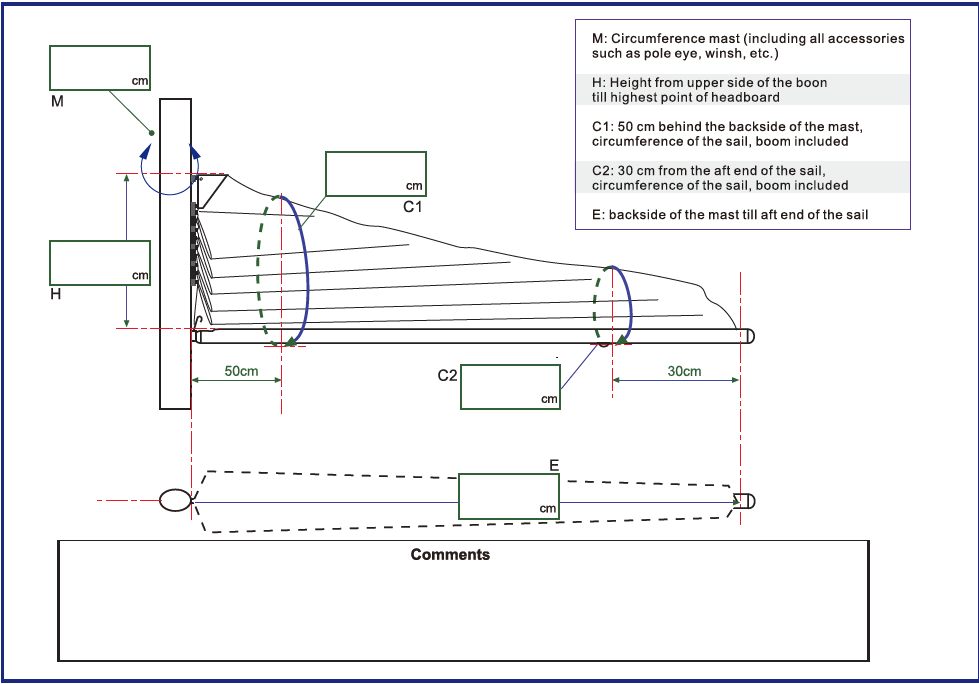 cm
M
M: Circumference mast (including all accessories
such as pole eye, winsh, etc.)
H: Height from upper side of the boon
till highest point of headboard
C1: 50 cm behind the backside of the mast,
circumference of the sail, boom included
C2: 30 cm from the aft end of the sail,
circumference of the sail, boom included
E: backside of the mast till aft end of the sail
cm
C1
cm
H
50cm
C2
cm
30cm
E
cm
Comments